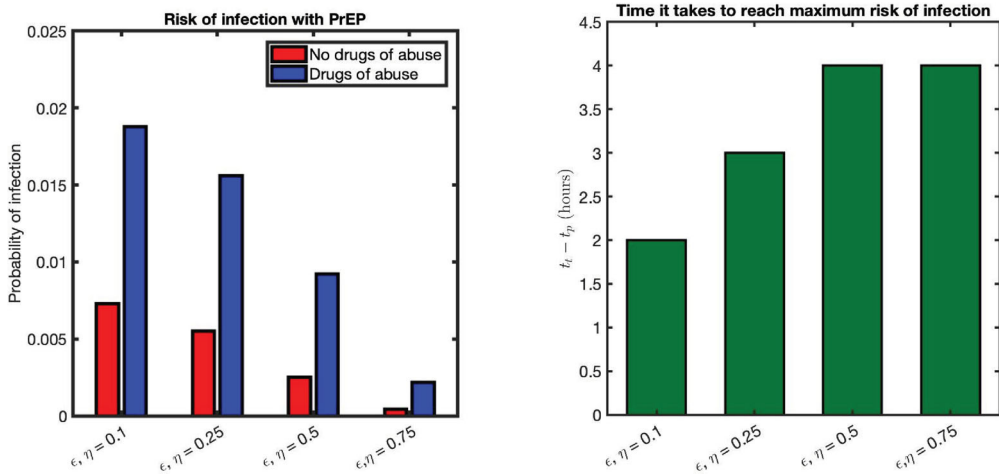 Risk of infection with PrEP
0.025
0.02
0.015
0.01
0.005
0
Probability of infection
No drugs of abuse
Drugs of abuse
ϵ, η = 0.1
ϵ, η = 0.25
ϵ, η = 0.5
ϵ,η = 0.75
Time it takes to reach maximum risk of infection
4.5
4
3.5
3
2.5
2
1.5
1
0.5
0
t_t − t_p (hours)
ϵ, η = 0.1
ϵ, η = 0.25
ϵ, η = 0.5
ϵ,η = 0.75